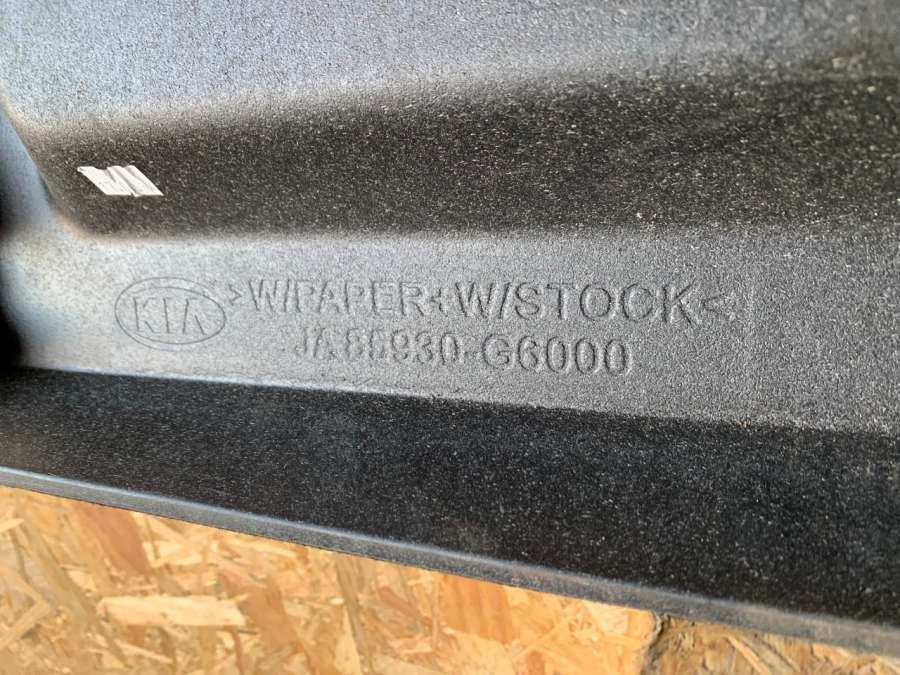 KIA >W/PAPER+W/STOCK<
JA 85930-G6000